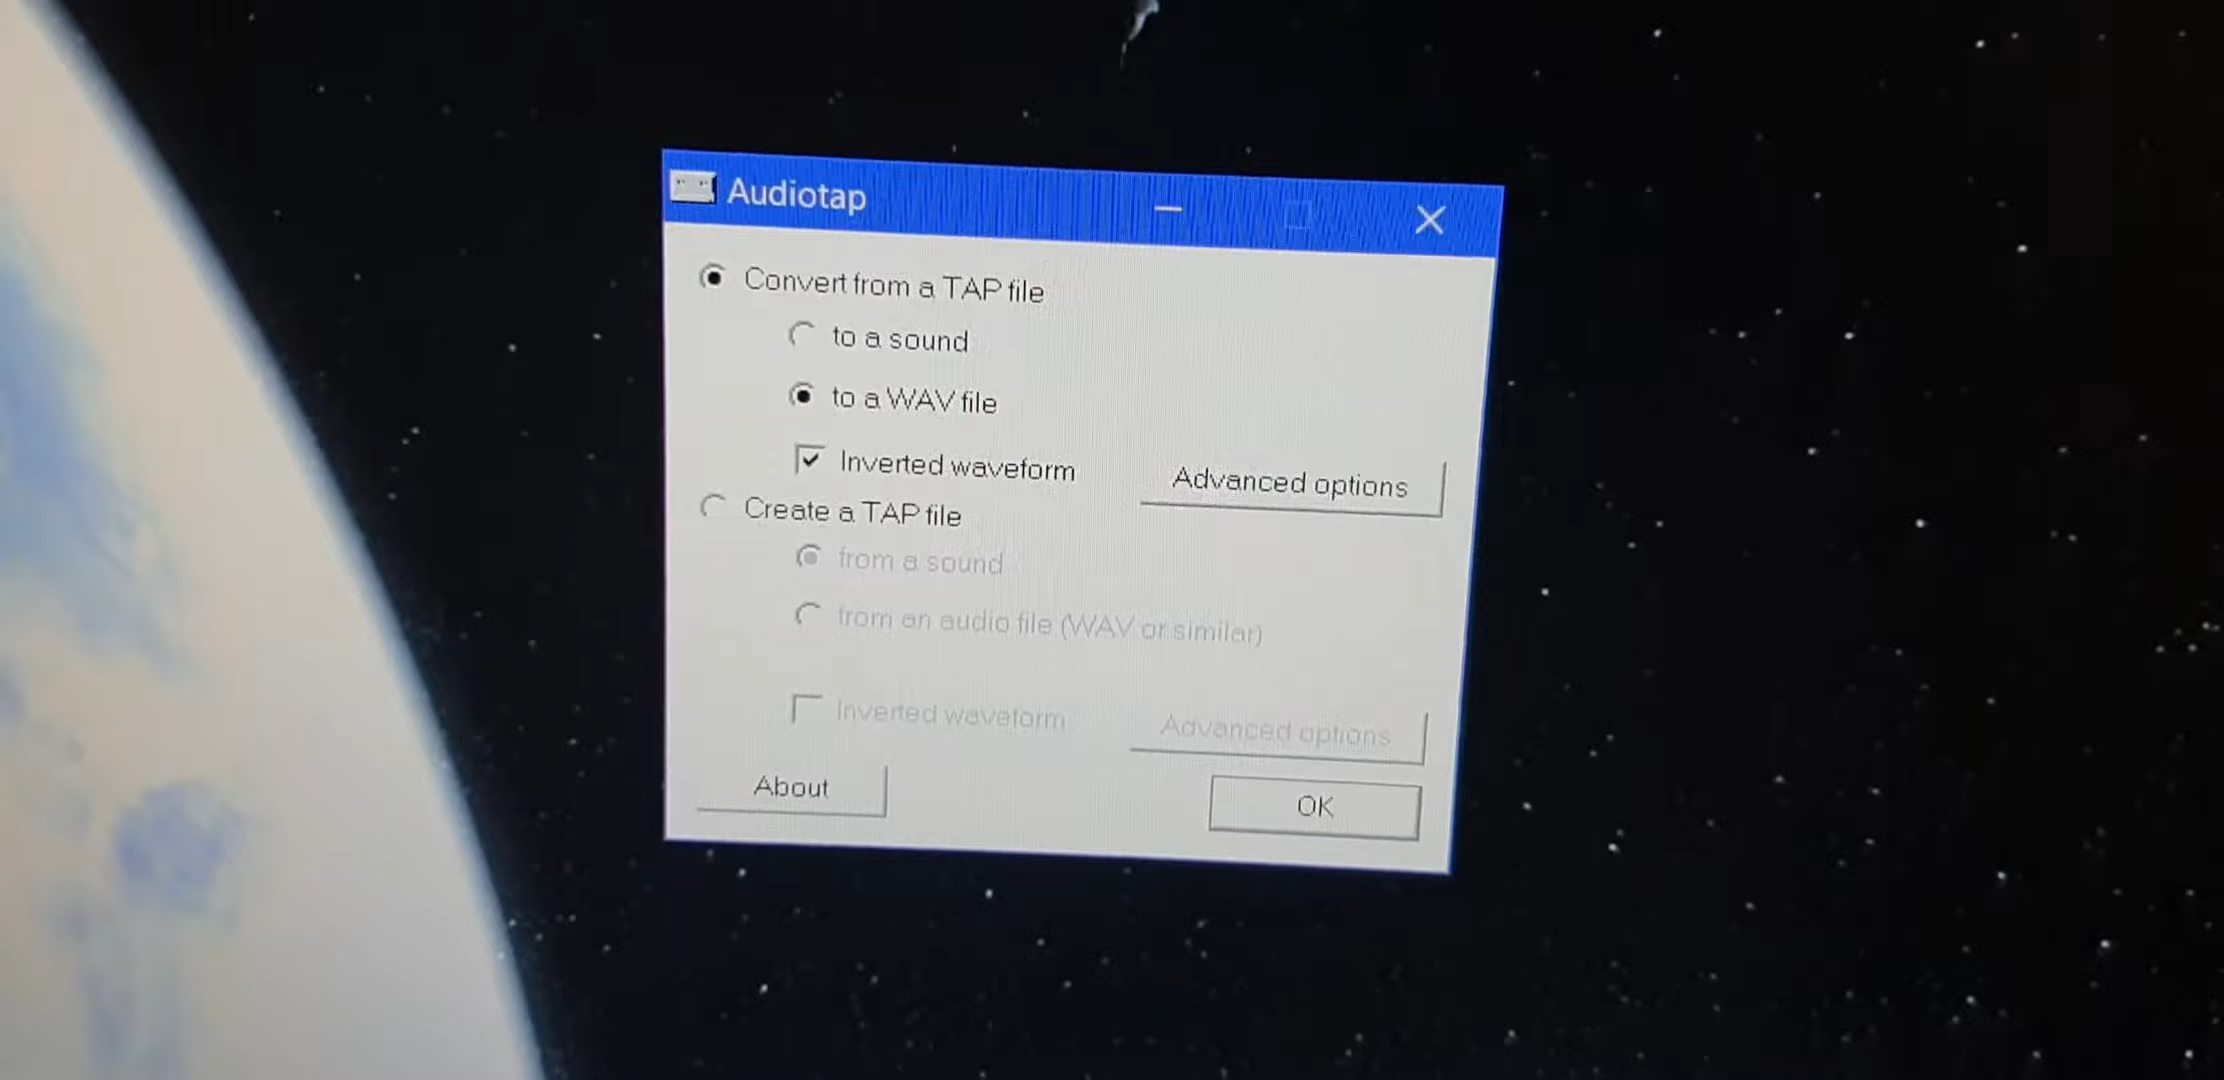 Audiotap
Convert from a TAP file
to a sound
to a WAV file
Inverted waveform
Advanced options
Create a TAP file
from a sound
from an audio file (WAV or similar)
Inverted waveform
Advanced options
About
OK